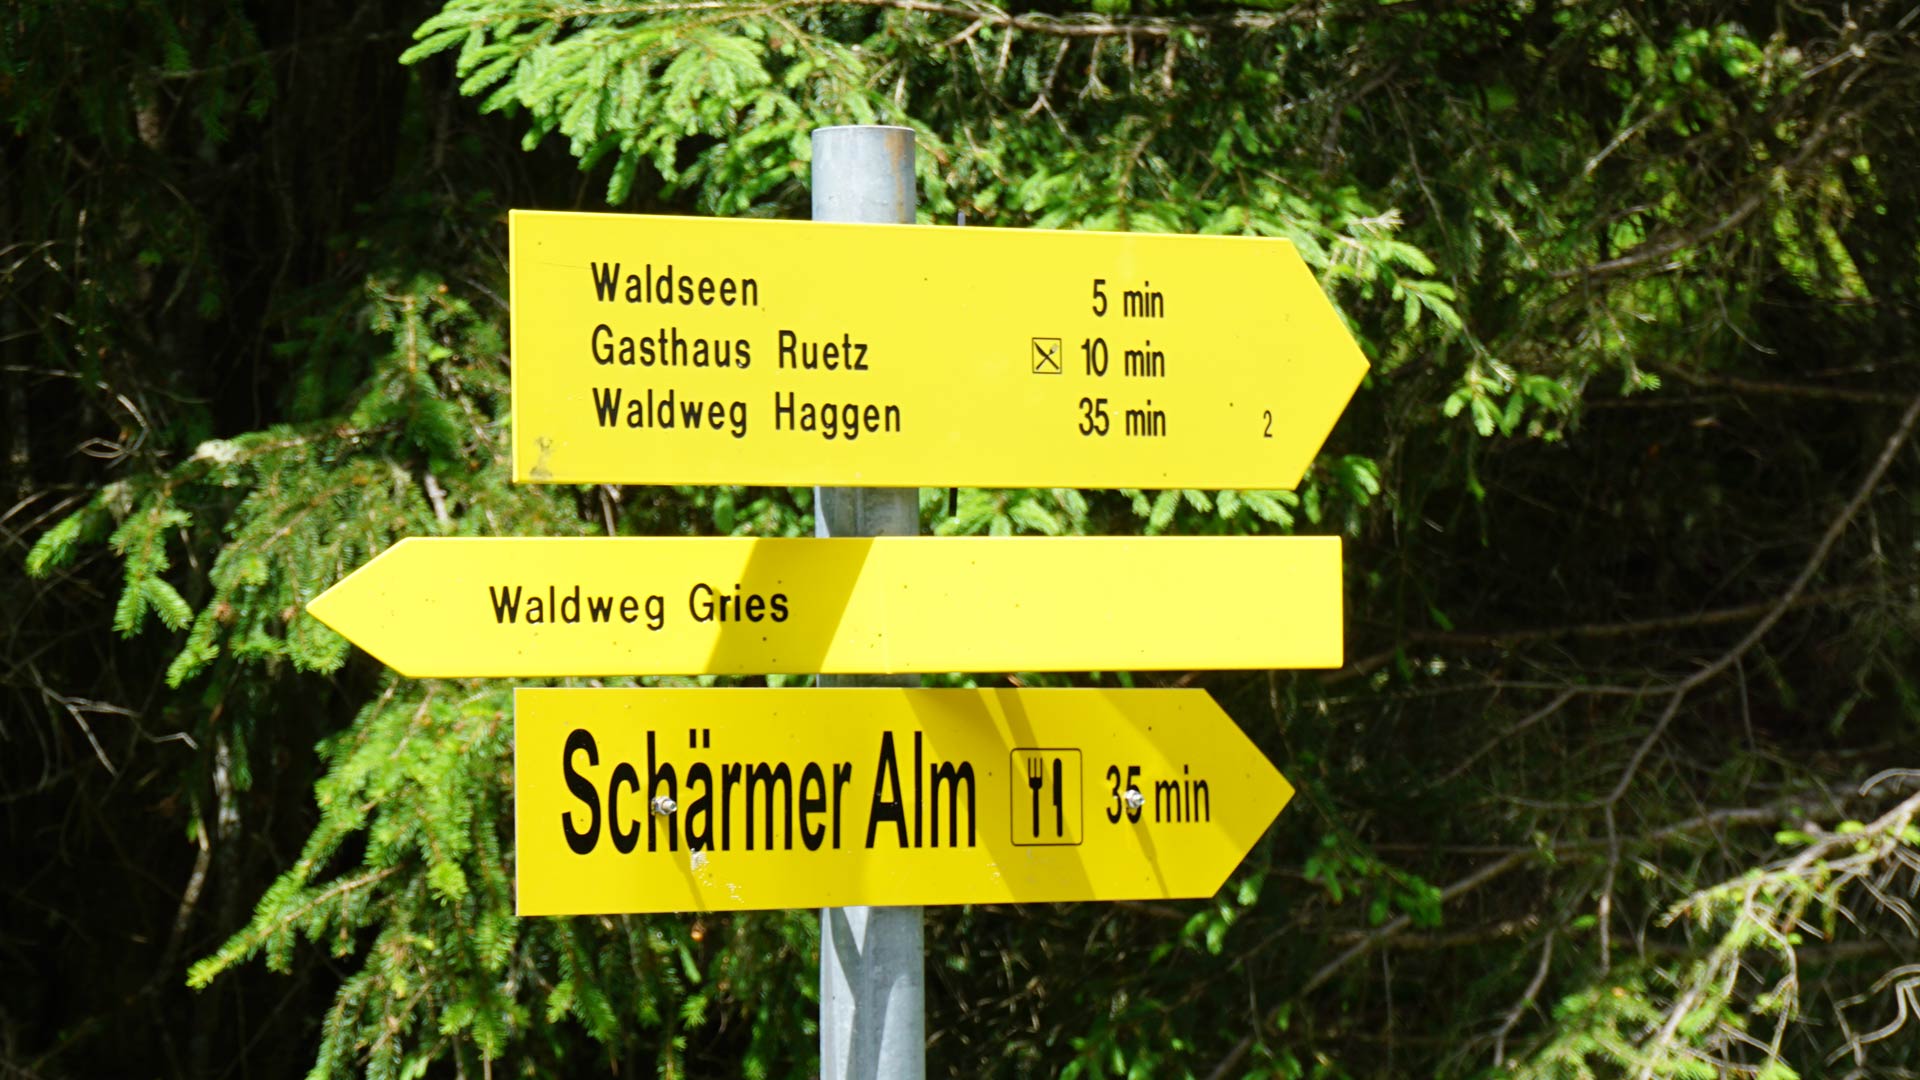 Waldseen 5 min
Gasthaus Ruetz 10 min
Waldweg Haggen 35 min 2
Waldweg Gries
Schärmer Alm 35 min